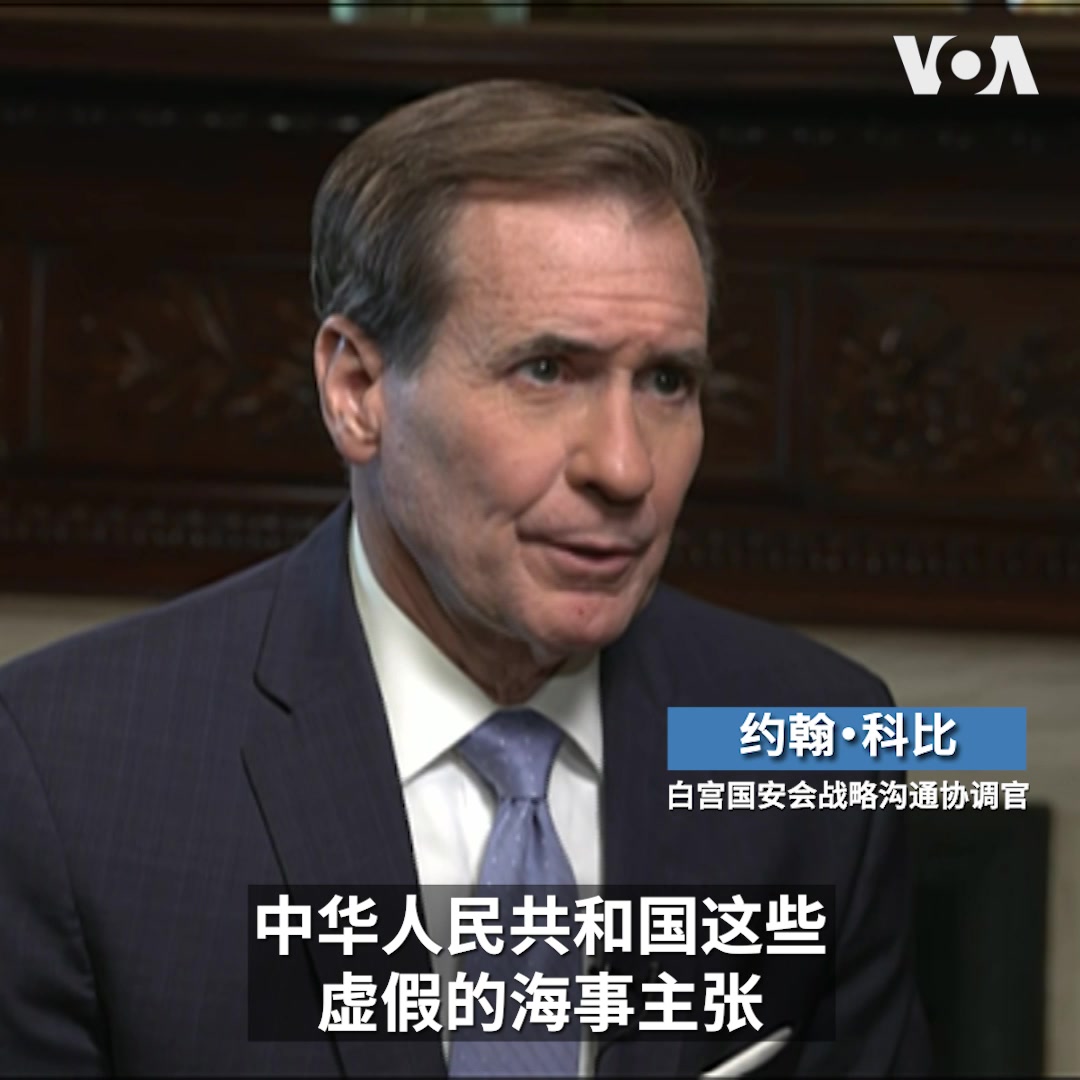 VOA
约翰•科比
白宫国安会战略沟通协调官
中华人民共和国这些
虚假的海事主张